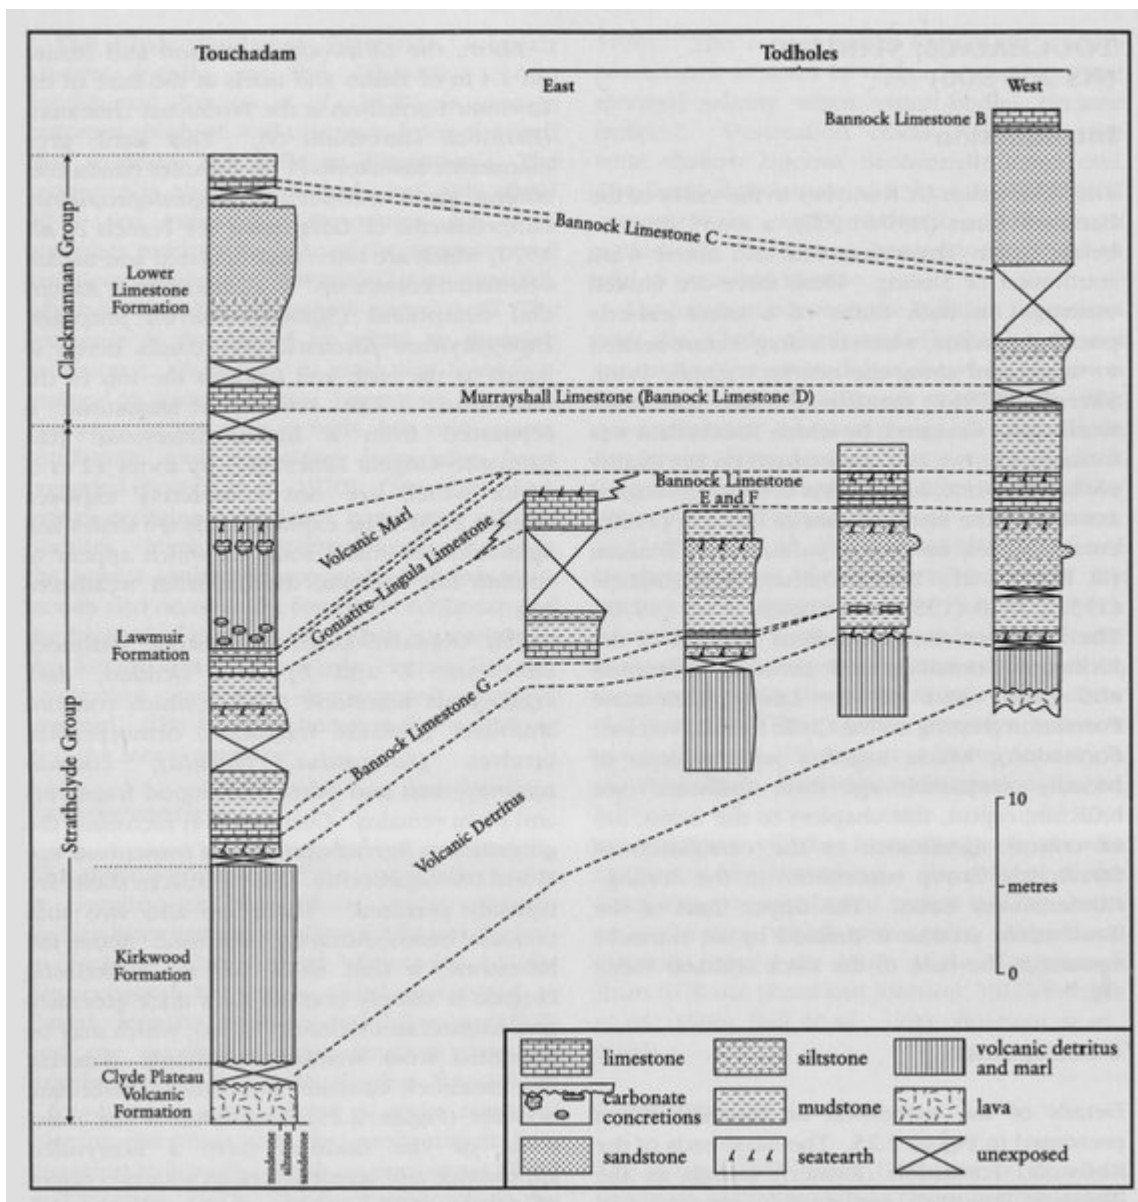 Touchadam
Todholes
East
West
Bannock Limestone B
Clackmannan Group
Lower
Limestone
Formation
Bannock Limestone C
Murrayshall Limestone (Bannock Limestone D)
Volcanic Marl
Goniatite-Lingula Limestone
Bannock Limestone
E and F
Lawmuir
Formation
Strathclyde Group
Bannock Limestone G
Volcanic Detritus
Kirkwood
Formation
Clyde Plateau
Volcanic
Formation
mudstone
siltstone
sandstone
10
metres
0
limestone
siltstone
volcanic detritus
and marl
carbonate
concretions
mudstone
lava
sandstone
seatearth
unexposed